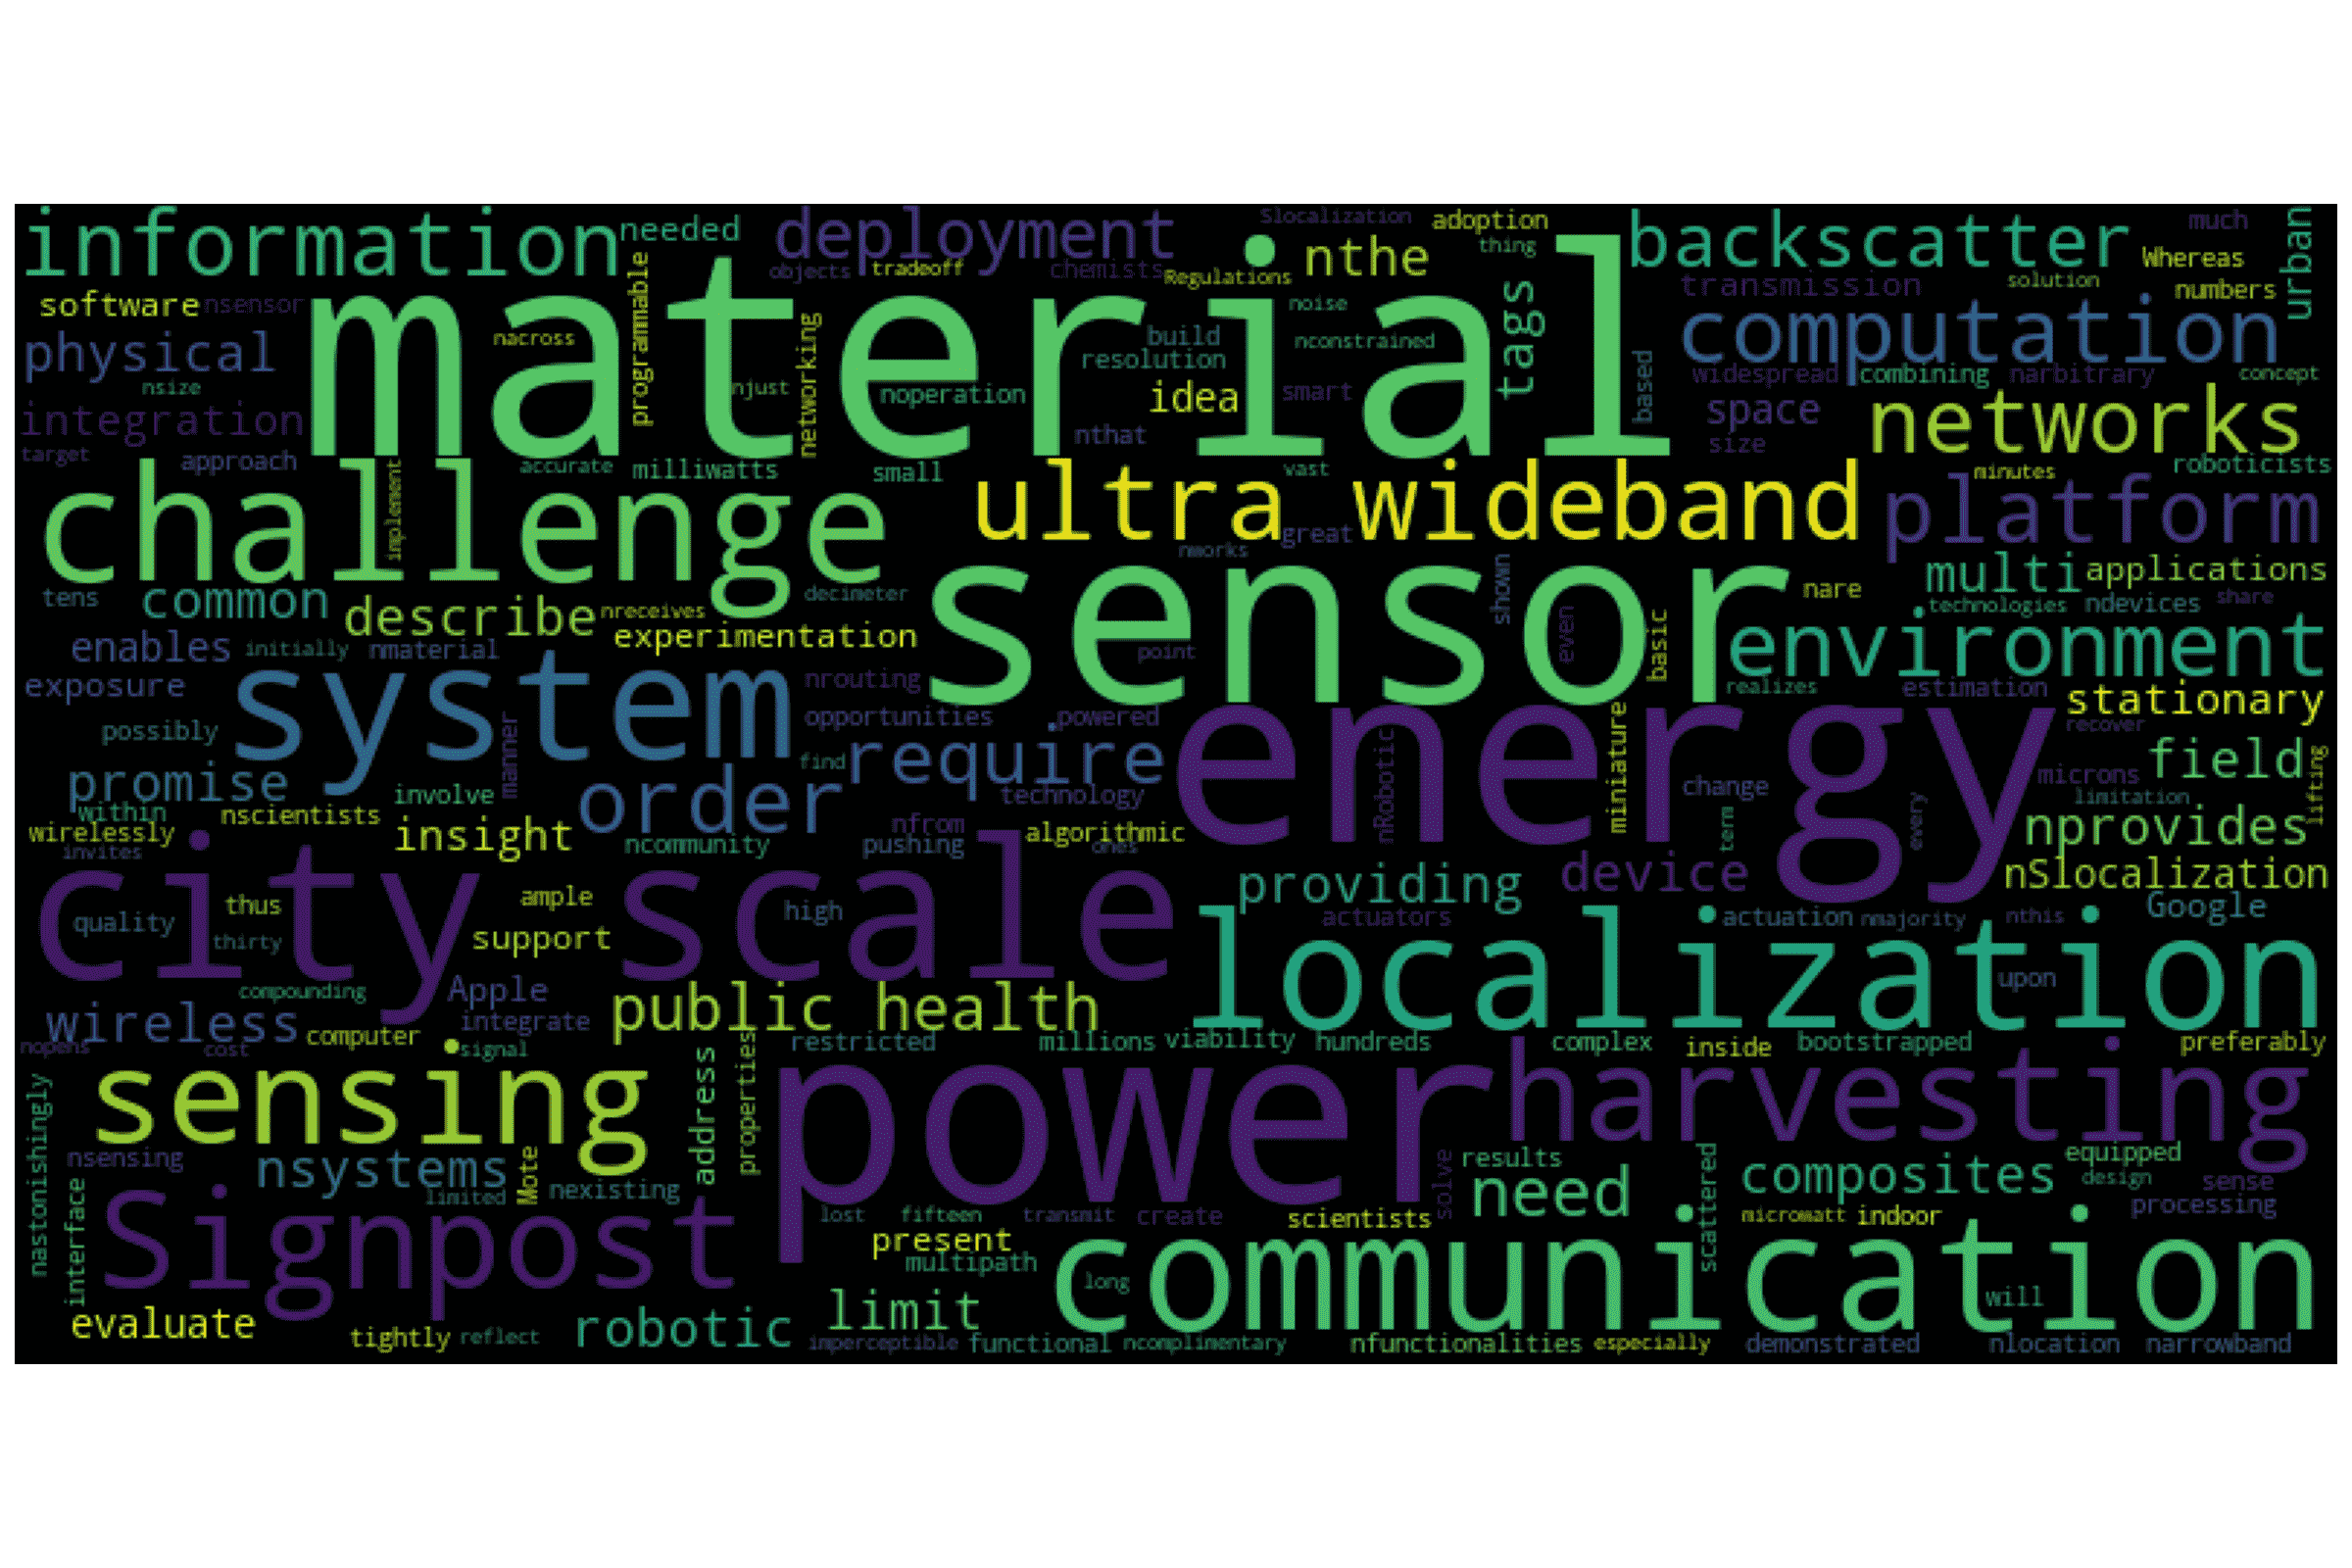 information needed deployment Slocalization adoption thing backscatter much urban
objects tradeoff chemists Regulations nthe Whereas
software nsensor programmable material noise tags transmission solution numbers
physical nacross networking build nconstrained computation
nsize njust resolution idea smart based widespread combining narbitrary concept
integration noperation nthat space size networks
target approach accurate milliwatts small vast minutes roboticists
challenge implement ultra wideband platform
nworks great
tens common describe nreceives decimeter sensor shown nare multi applications
experimentation even basic technologies ndevices share
enables initially nmaterial point environment
exposure system nrouting realizes estimation stationary
possibly manner opportunities powered energy miniature recover
promise order require find technology nRobotic change microns field lifting
within involve limitation
wirelessly nscientists insight ncommunity nfrom pushing algorithmic ones term every nprovides
invites city scale providing device nSlocalization
quality thus ample high actuators actuation nmajority nthis Google
thirty support localization upon
compounding Apple public health
wireless computer integrate restricted millions viability hundreds complex inside bootstrapped preferably
nopens cost signal
sensing address properties power harvesting
nastonishingly nsensing nsystems limited Mote nexisting solve results need scattered composites equipped design sense
interface Signpost lost fifteen transmit create scientists micromatt indoor processing
present multipath long communication will
evaluate tightly reflect robotic limit
imperceptible functional ncomplimentary nfunctionalities especially demonstrated nlocation narrowband